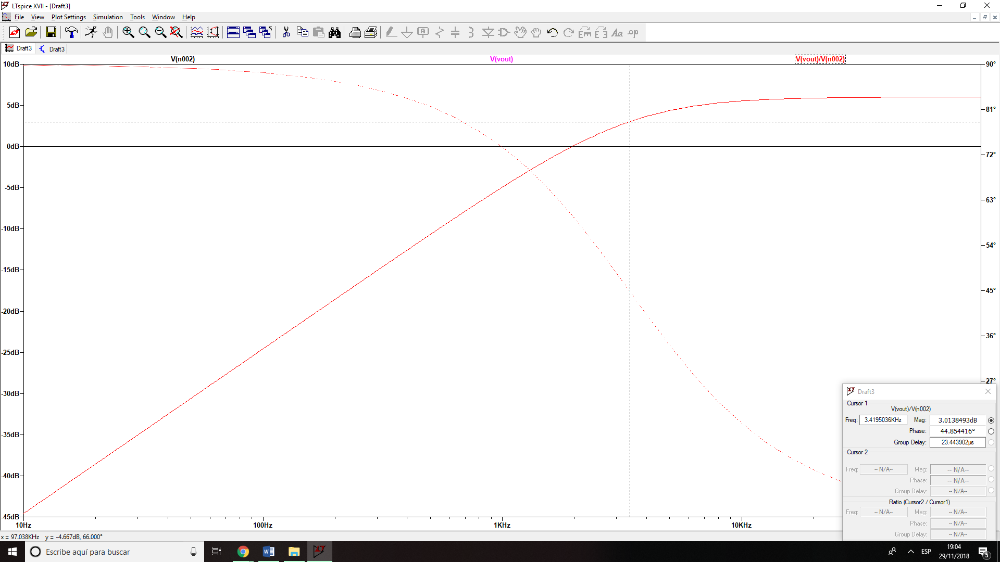 LTspice XVII - [Draft3]
File View Plot Settings Simulation Tools Window Help
Draft3 Draft3
V(n002) V(vout) V(vout)/V(n002)
10dB 90°
5dB 81°
0dB 72°
-5dB 63°
-10dB 54°
-15dB 45°
-20dB 36°
-25dB 27°
-30dB
-35dB
-40dB
-45dB
10Hz 100Hz 1KHz 10KHz
Draft3
Cursor 1
V(vout)/V(n002)
Freq: 3.4195036KHz Mag: 3.0138493dB
Phase: 44.854416°
Group Delay: 23.443902µs
Cursor 2
Freq: -- N/A-- Mag: -- N/A--
Phase: -- N/A--
Group Delay: -- N/A--
Ratio (Cursor2 / Cursor1)
Freq: -- N/A-- Mag: -- N/A--
Phase: -- N/A--
Group Delay: -- N/A--
x = 97.038KHz y = -4.667dB, 66.000°
Escribe aquí para buscar
ESP
19:04
29/11/2018
5